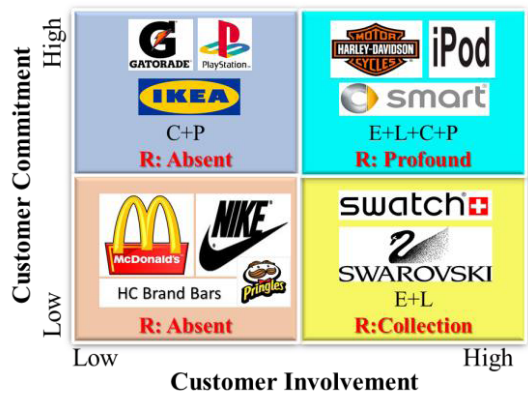 High
Customer Commitment
Low
G
GATORADE
PlayStation
IKEA
C+P
R: Absent
MOTOR
HARLEY-DAVIDSON
CYCLES
iPod
smart
E+L+C+P
R: Profound
McDonald's
NIKE
HC Brand Bars
Pringles
R: Absent
swatch
SWAROVSKI
E+L
R:Collection
Low
High
Customer Involvement